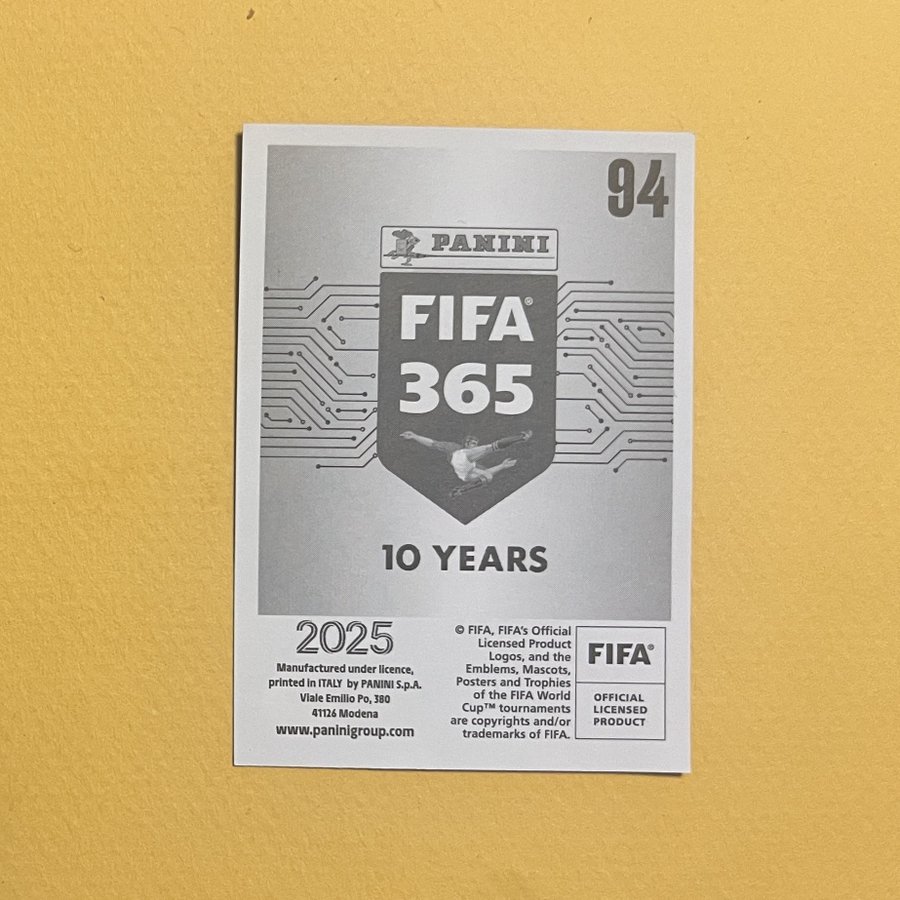 94
PANINI
FIFA®
365
10 YEARS
2025
Manufactured under licence,
printed in ITALY by PANINI S.p.A.
Viale Emilio Po, 380
41126 Modena
www.paninigroup.com
© FIFA, FIFA's Official
Licensed Product
Logos, and the
Emblems, Mascots,
Posters and Trophies
of the FIFA World
Cup™ tournaments
are copyrights and/or
trademarks of FIFA.
FIFA®
OFFICIAL
LICENSED
PRODUCT